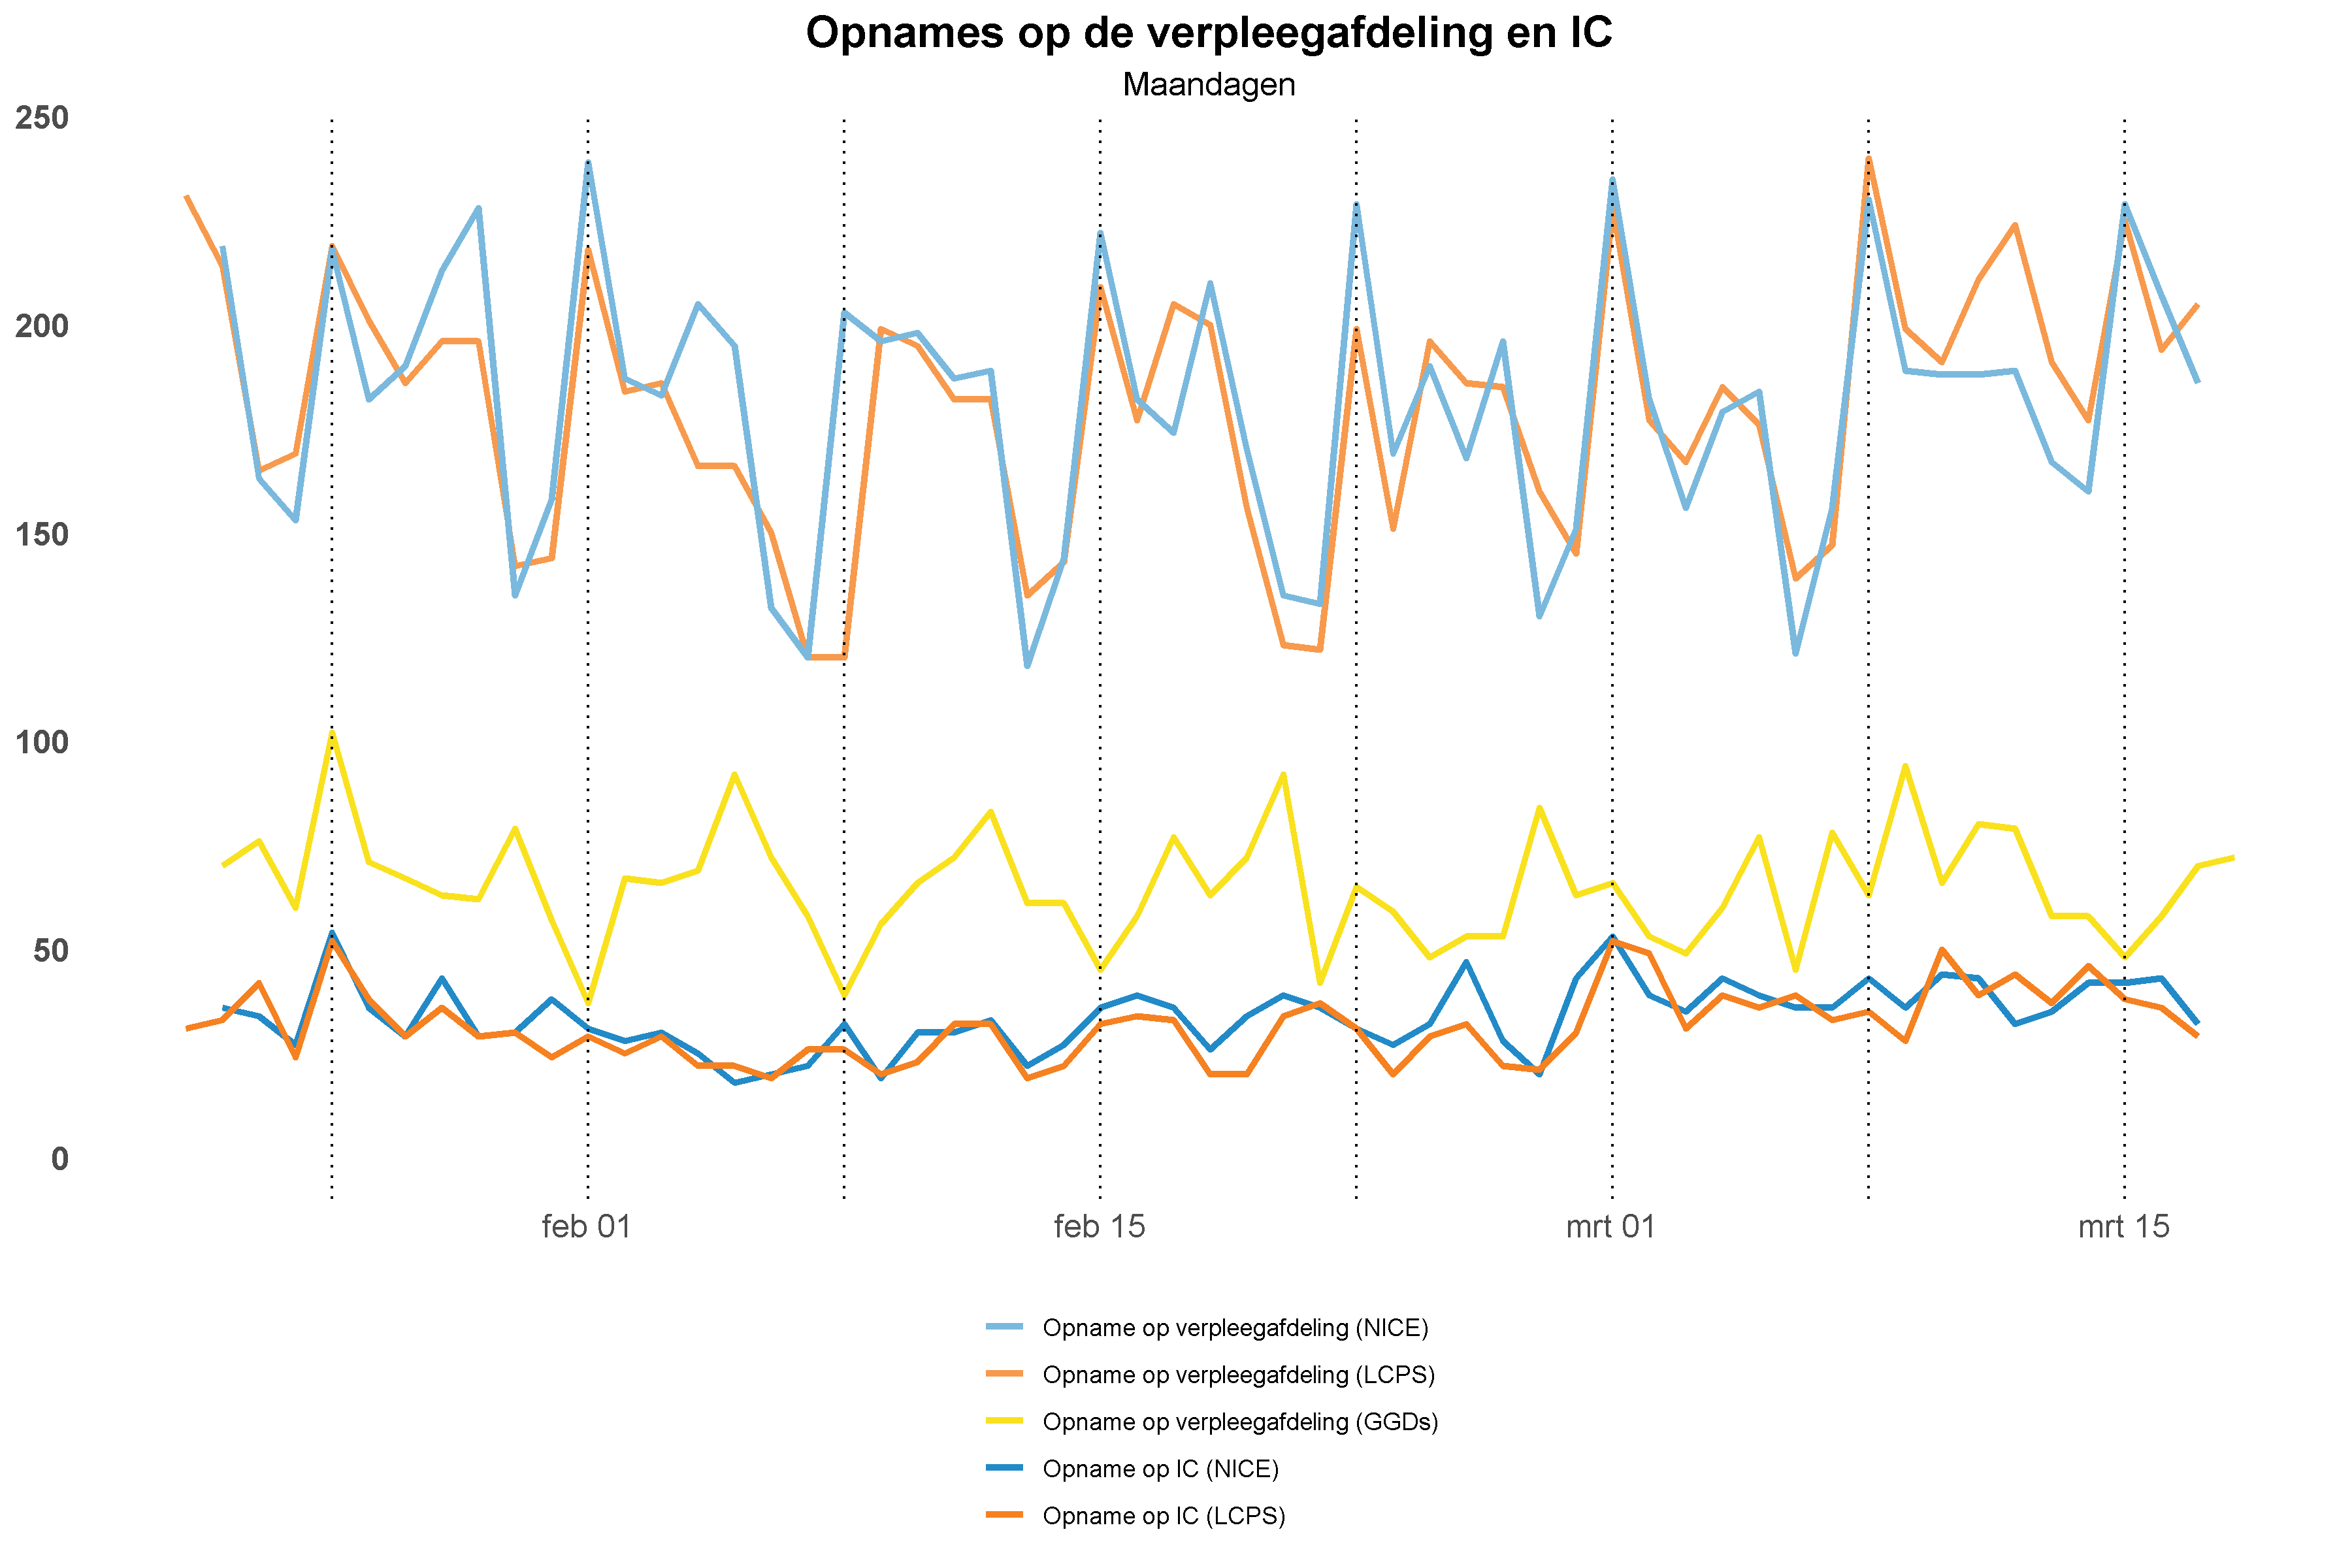 Opnames op de verpleegafdeling en IC
Maandagen
250
200
150
100
50
0
feb 01 feb 15 mrt 01 mrt 15
Opname op verpleegafdeling (NICE)
Opname op verpleegafdeling (LCPS)
Opname op verpleegafdeling (GGDs)
Opname op IC (NICE)
Opname op IC (LCPS)